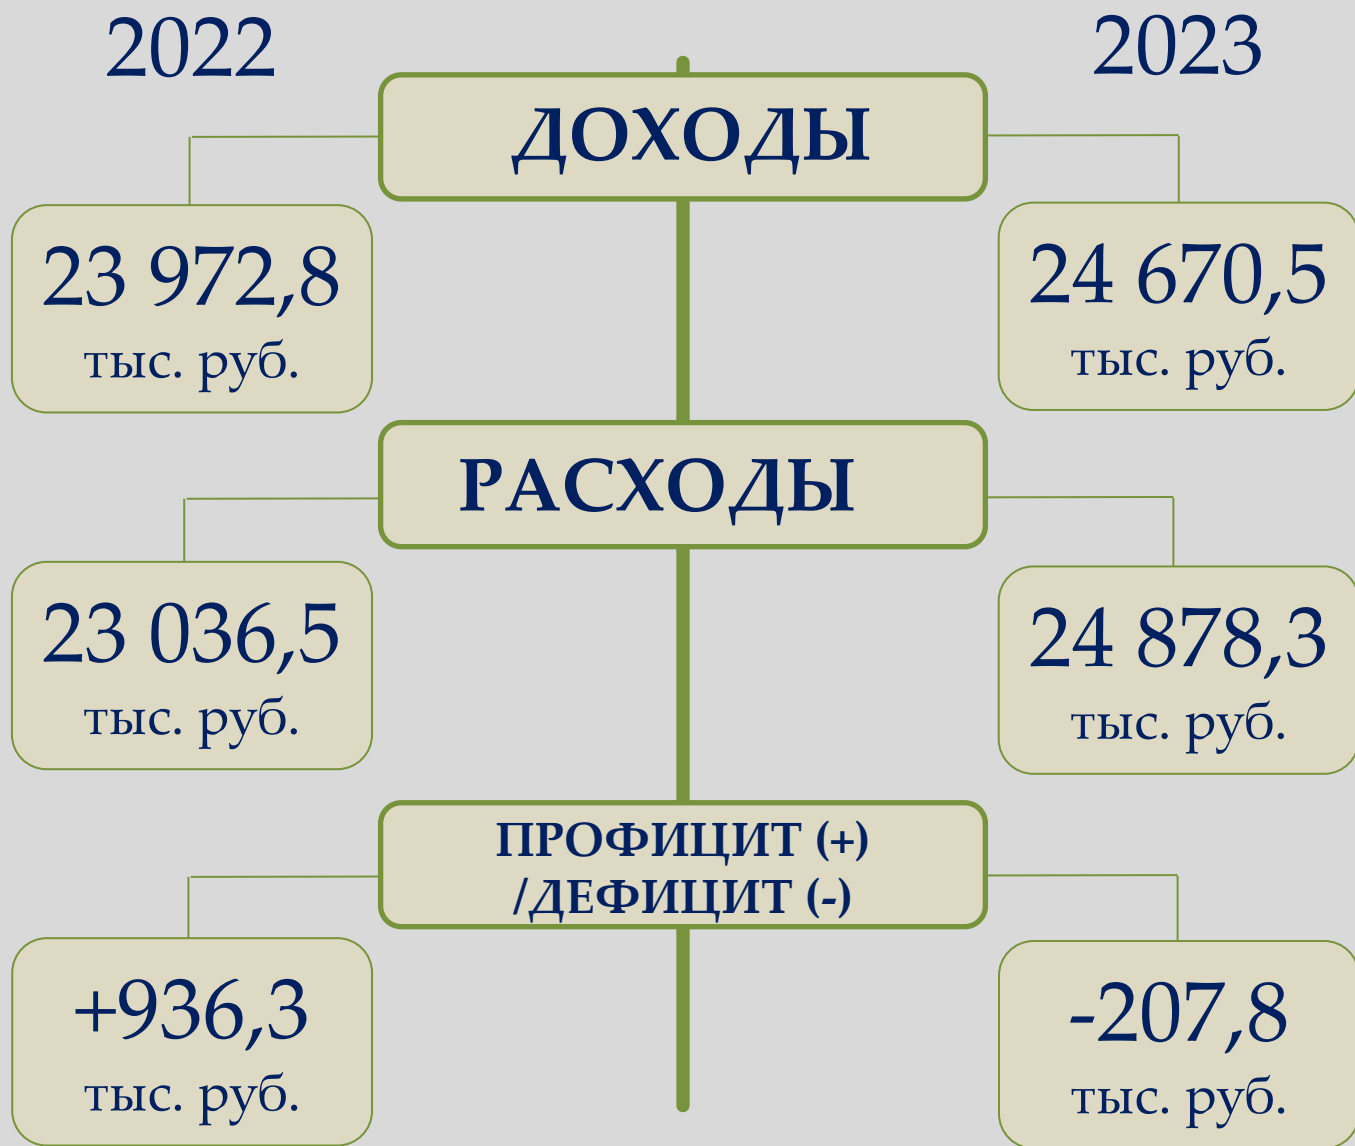 2022
2023
ДОХОДЫ
23 972,8
тыс. руб.
24 670,5
тыс. руб.
РАСХОДЫ
23 036,5
тыс. руб.
24 878,3
тыс. руб.
ПРОФИЦИТ (+)
/ДЕФИЦИТ (-)
+936,3
тыс. руб.
-207,8
тыс. руб.